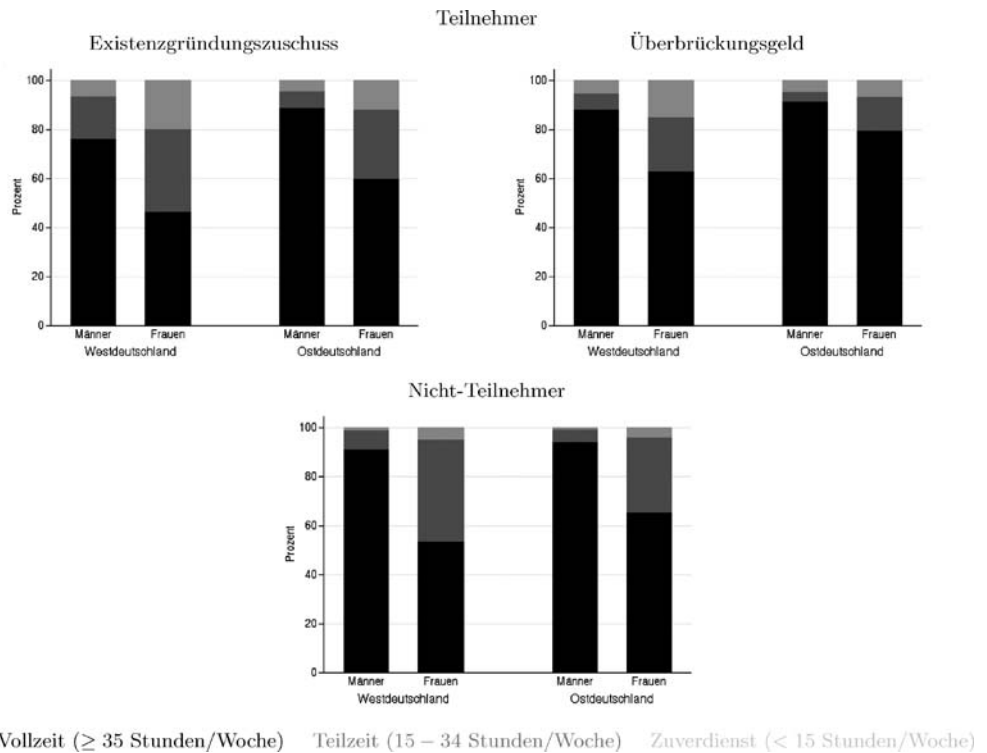 Teilnehmer
Existenzgründungszuschuss
Prozent
100
80
60
40
20
0
Männer Frauen Männer Frauen
Westdeutschland Ostdeutschland
Überbrückungsgeld
Prozent
100
80
60
40
20
0
Männer Frauen Männer Frauen
Westdeutschland Ostdeutschland
Nicht-Teilnehmer
Prozent
100
80
60
40
20
0
Männer Frauen Männer Frauen
Westdeutschland Ostdeutschland
Vollzeit (≥ 35 Stunden/Woche) Teilzeit (15 – 34 Stunden/Woche) Zuverdienst (< 15 Stunden/Woche)